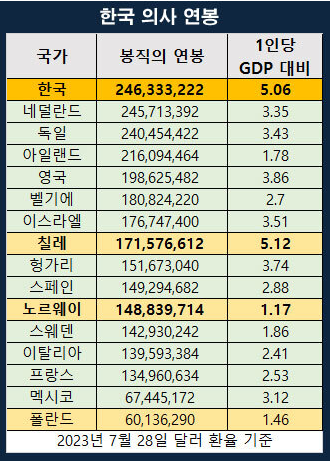 한국 의사 연봉
국가 봉직의 연봉 1인당 GDP 대비
한국 246,333,222 5.06
네덜란드 245,713,392 3.35
독일 240,454,422 3.43
아일랜드 216,094,464 1.78
영국 198,625,482 3.86
벨기에 180,824,220 2.7
이스라엘 176,747,400 3.51
칠레 171,576,612 5.12
헝가리 151,673,040 3.74
스페인 149,294,682 2.88
노르웨이 148,839,714 1.17
스웨덴 142,930,242 1.86
이탈리아 139,593,384 2.41
프랑스 134,960,634 2.53
멕시코 67,445,172 3.12
폴란드 60,136,290 1.46
2023년 7월 28일 달러 환율 기준